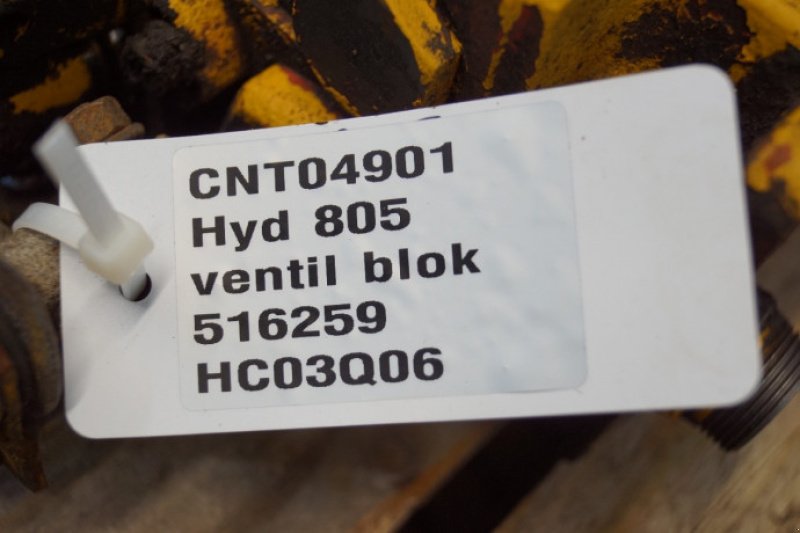 CNT04901
Hyd 805
ventil blok
516259
HC03Q06